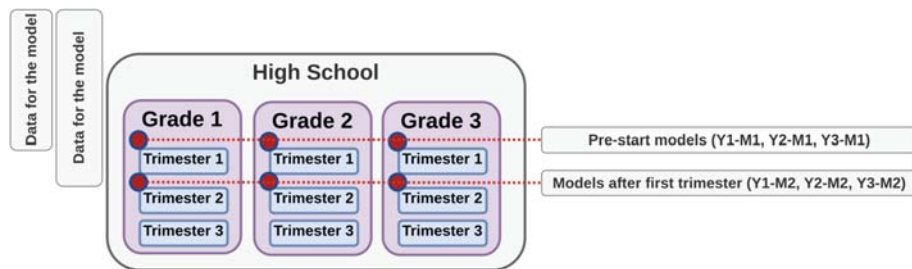 Data for the model
Data for the model
High School
Grade 1
Trimester 1
Trimester 2
Trimester 3
Grade 2
Trimester 1
Trimester 2
Trimester 3
Grade 3
Trimester 1
Trimester 2
Trimester 3
Pre-start models (Y1-M1, Y2-M1, Y3-M1)
Models after first trimester (Y1-M2, Y2-M2, Y3-M2)